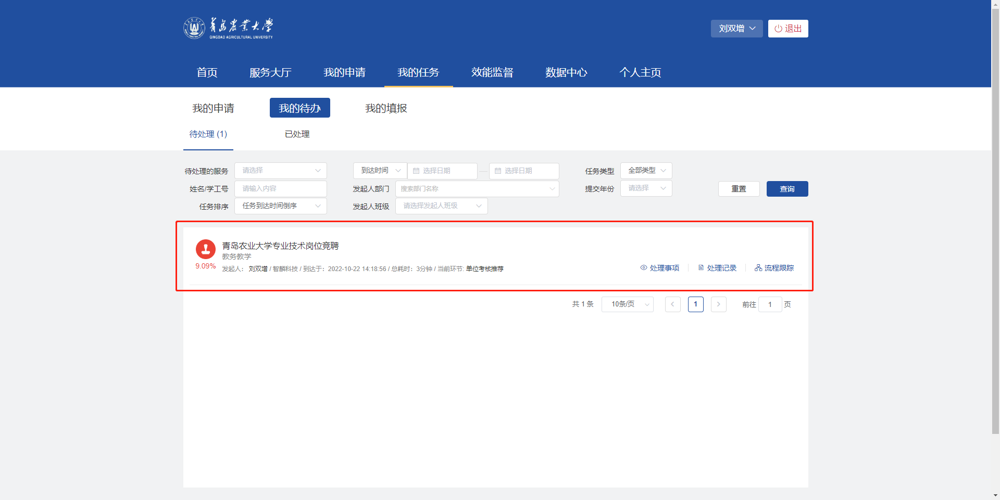 青岛农业大学
QINGDAO AGRICULTURAL UNIVERSITY
刘双增
退出
首页 服务大厅 我的申请 我的任务 效能监督 数据中心 个人主页
我的申请 我的待办 我的填报
待处理 (1) 已处理
待处理的服务 请选择 到达时间 选择日期 — 选择日期 任务类型 全部类型
姓名/学工号 请输入内容 发起人部门 搜索部门名称 提交年份 请选择 重置 查询
任务排序 任务到达时间倒序 发起人班级 请选择发起人班级
青岛农业大学专业技术岗位竞聘
教务教学
9.09% 发起人： 刘双增 / 智麟科技 / 到达于：2022-10-22 14:18:56 / 总耗时：3分钟 / 当前环节: 单位考核推荐 处理事项 处理记录 流程跟踪
共 1 条 10条/页 1 前往 1 页